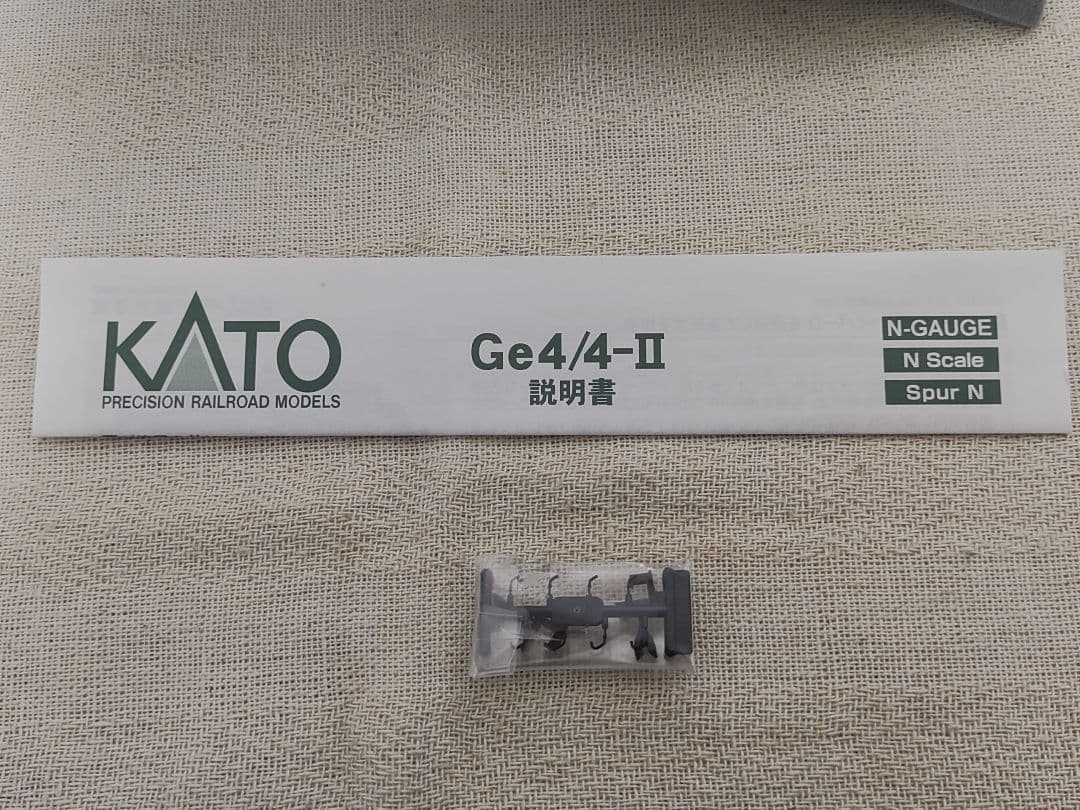 KATO
PRECISION RAILROAD MODELS
Ge4/4-II
説明書
N-GAUGE
N Scale
Spur N